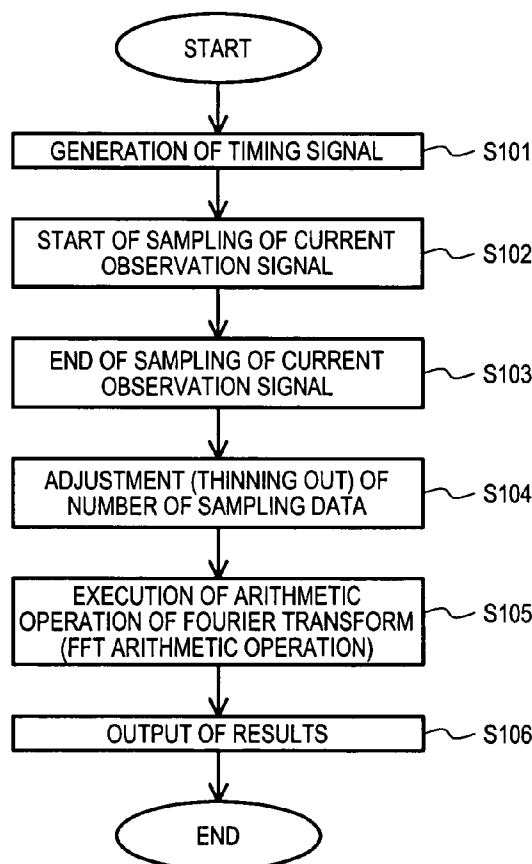 START
GENERATION OF TIMING SIGNAL
S101
START OF SAMPLING OF CURRENT
OBSERVATION SIGNAL
S102
END OF SAMPLING OF CURRENT
OBSERVATION SIGNAL
S103
ADJUSTMENT (THINNING OUT) OF
NUMBER OF SAMPLING DATA
S104
EXECUTION OF ARITHMETIC
OPERATION OF FOURIER TRANSFORM
(FFT ARITHMETIC OPERATION)
S105
OUTPUT OF RESULTS
S106
END